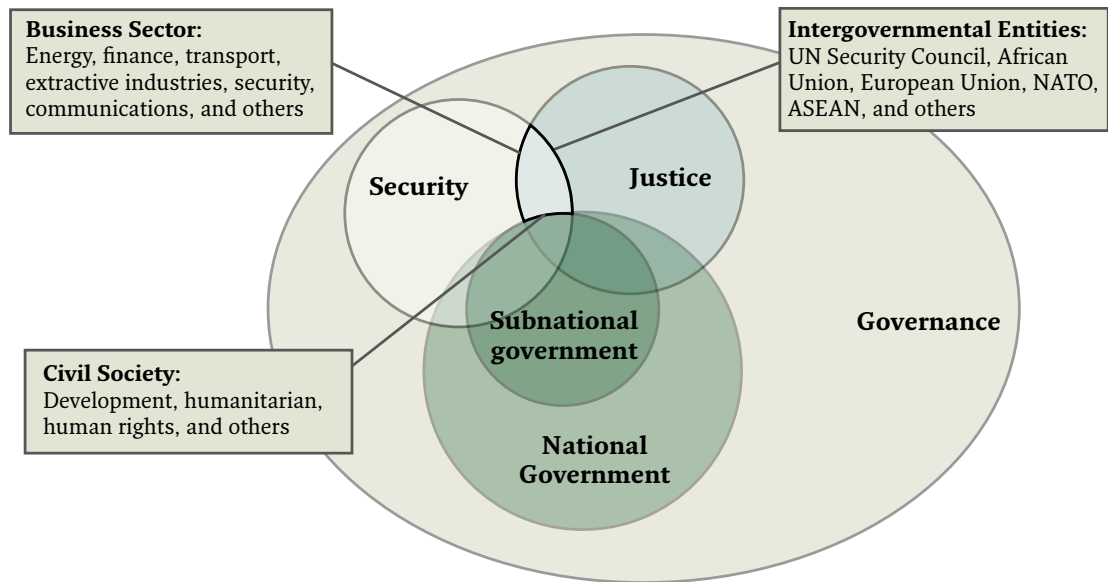 Business Sector:
Energy, finance, transport,
extractive industries, security,
communications, and others
Intergovernmental Entities:
UN Security Council, African
Union, European Union, NATO,
ASEAN, and others
Security
Justice
Subnational
government
Governance
Civil Society:
Development, humanitarian,
human rights, and others
National
Government